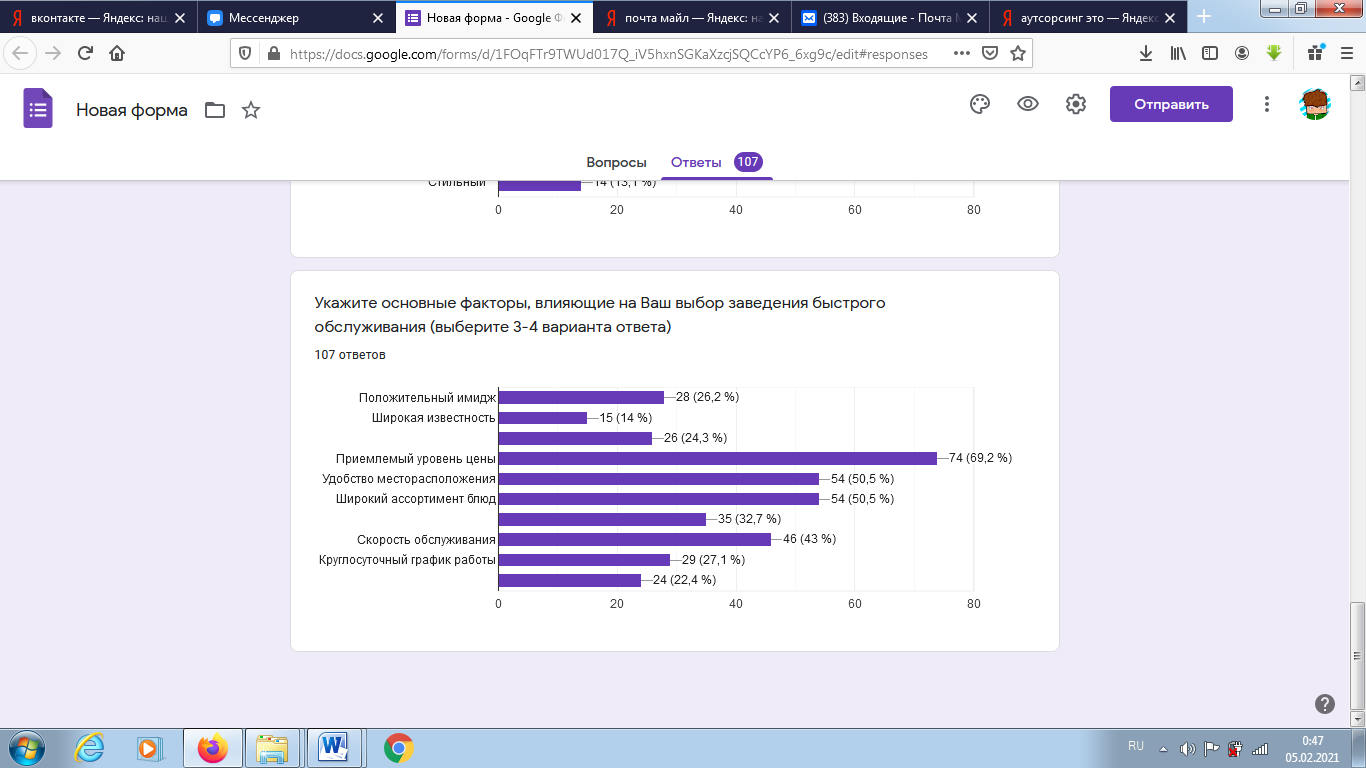 вконтакте — Яндекс: наш
Мессенджер
Новая форма - Google Ф
почта майл — Яндекс: на
(383) Входящие - Почта М
аутсорсинг это — Яндекс
https://docs.google.com/forms/d/1FOqFTr9TWUd017Q_iV5hxnSGKaXzcjSQCcYP6_6xg9c/edit#responses
Новая форма
Отправить
Вопросы
Ответы 107
Стильный 14 (13,1 %)
0 20 40 60 80
Укажите основные факторы, влияющие на Ваш выбор заведения быстрого
обслуживания (выберите 3-4 варианта ответа)
107 ответов
Положительный имидж 28 (26,2 %)
Широкая известность 15 (14 %)
26 (24,3 %)
Приемлемый уровень цены 74 (69,2 %)
Удобство месторасположения 54 (50,5 %)
Широкий ассортимент блюд 54 (50,5 %)
35 (32,7 %)
Скорость обслуживания 46 (43 %)
Круглосуточный график работы 29 (27,1 %)
24 (22,4 %)
0 20 40 60 80
RU
0:47
05.02.2021